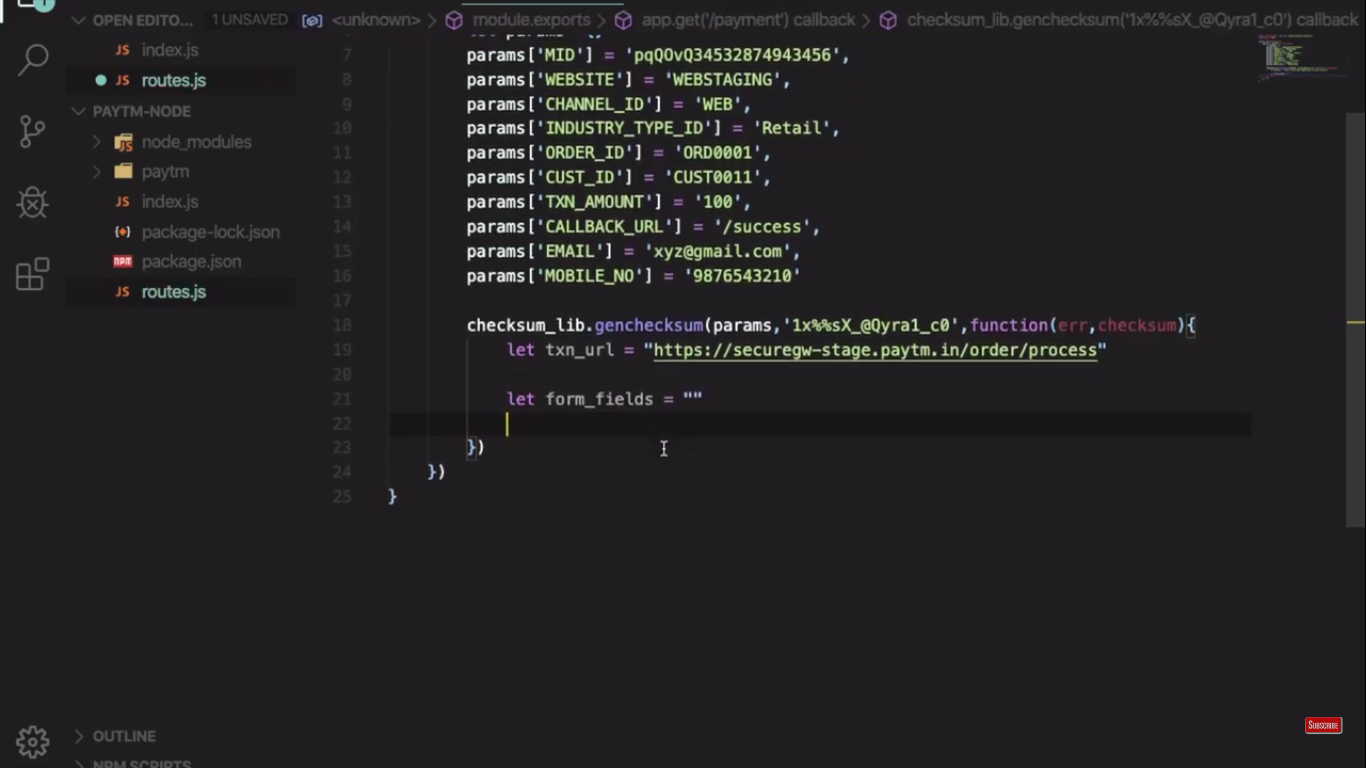 OPEN EDITO... 1 UNSAVED
<unknown> > module.exports > app.get('/payment') callback > checksum_lib.genchecksum('1x%%sX_@Qyra1_c0') callback
JS index.js
JS routes.js
PAYTM-NODE
node_modules
paytm
JS index.js
package-lock.json
npm package.json
JS routes.js
7 params['MID'] = 'pqQOvQ34532874943456',
8 params['WEBSITE'] = 'WEBSTAGING',
9 params['CHANNEL_ID'] = 'WEB',
10 params['INDUSTRY_TYPE_ID'] = 'Retail',
11 params['ORDER_ID'] = 'ORD0001',
12 params['CUST_ID'] = 'CUST0011',
13 params['TXN_AMOUNT'] = '100',
14 params['CALLBACK_URL'] = '/success',
15 params['EMAIL'] = 'xyz@gmail.com',
16 params['MOBILE_NO'] = '9876543210'
17
18 checksum_lib.genchecksum(params,'1x%%sX_@Qyra1_c0',function(err,checksum){
19 let txn_url = "https://securegw-stage.paytm.in/order/process"
20
21 let form_fields = ""
22
23 })
24 })
25 }
OUTLINE
NPM SCRIPTS
SUBSCRIBE